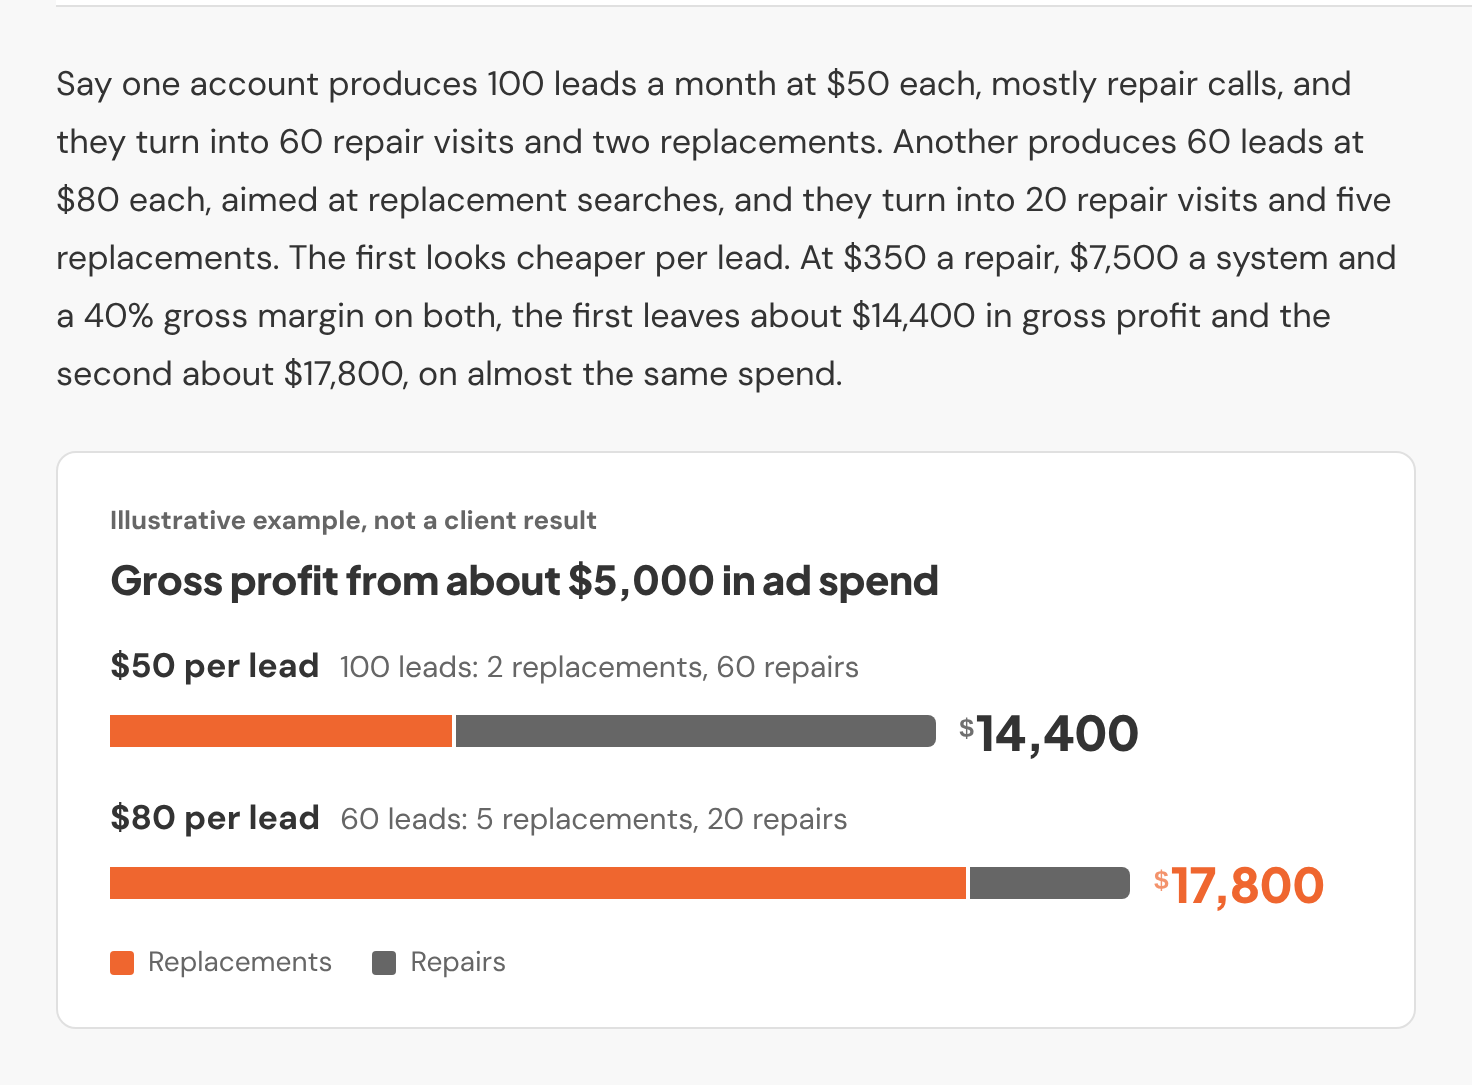 Say one account produces 100 leads a month at $50 each, mostly repair calls, and
they turn into 60 repair visits and two replacements. Another produces 60 leads at
$80 each, aimed at replacement searches, and they turn into 20 repair visits and five
replacements. The first looks cheaper per lead. At $350 a repair, $7,500 a system and
a 40% gross margin on both, the first leaves about $14,400 in gross profit and the
second about $17,800, on almost the same spend.
Illustrative example, not a client result
Gross profit from about $5,000 in ad spend
$50 per lead 100 leads: 2 replacements, 60 repairs
$14,400
$80 per lead 60 leads: 5 replacements, 20 repairs
$17,800
Replacements Repairs